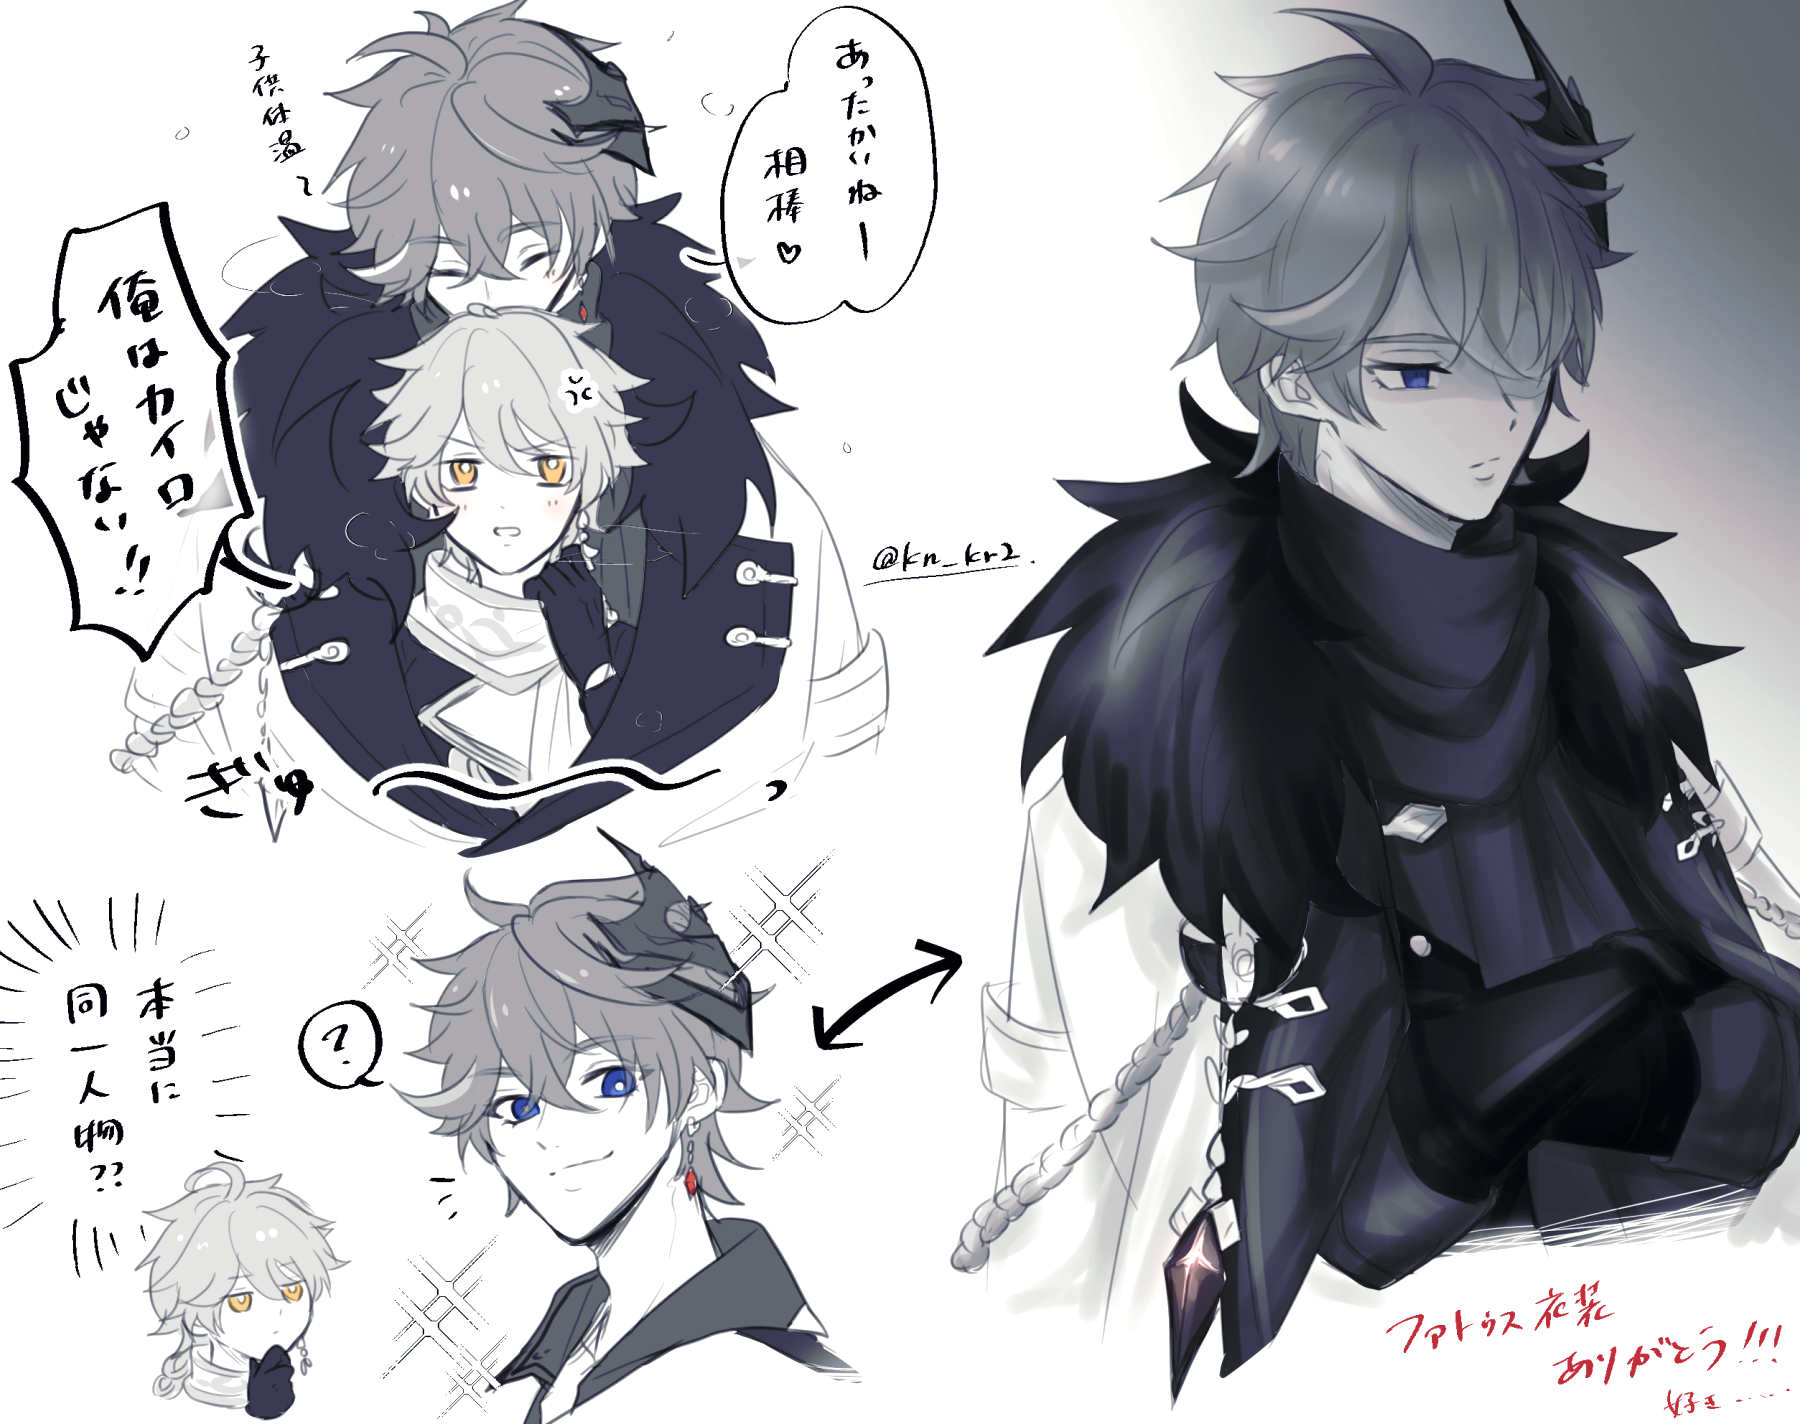 あったかいねー
相棒♡
子供体温〜
俺はカイロ
じゃない!!
ぎゅ
っ
@kn_kr2.
本当に
同一人物??
?
ファトゥス衣装
ありがとう!!!
好き……